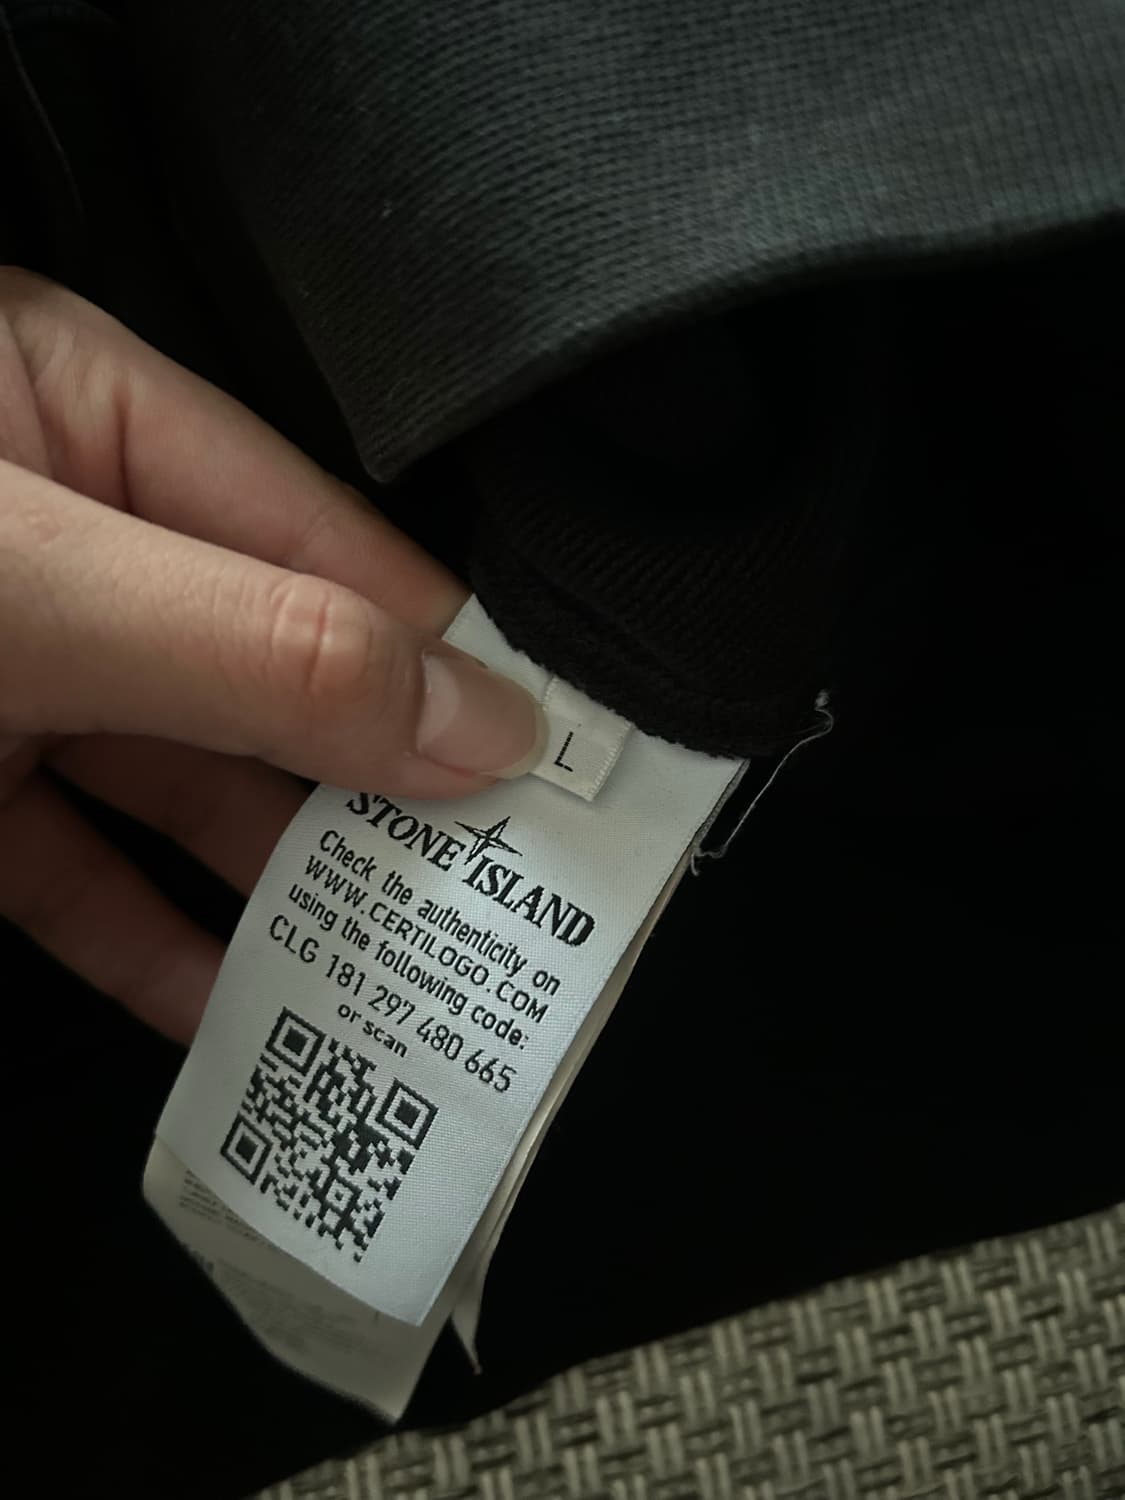 L
STONE ISLAND
Check the authenticity on
WWW.CERTILOGO.COM
using the following code:
CLG 181 297 480 665
or scan